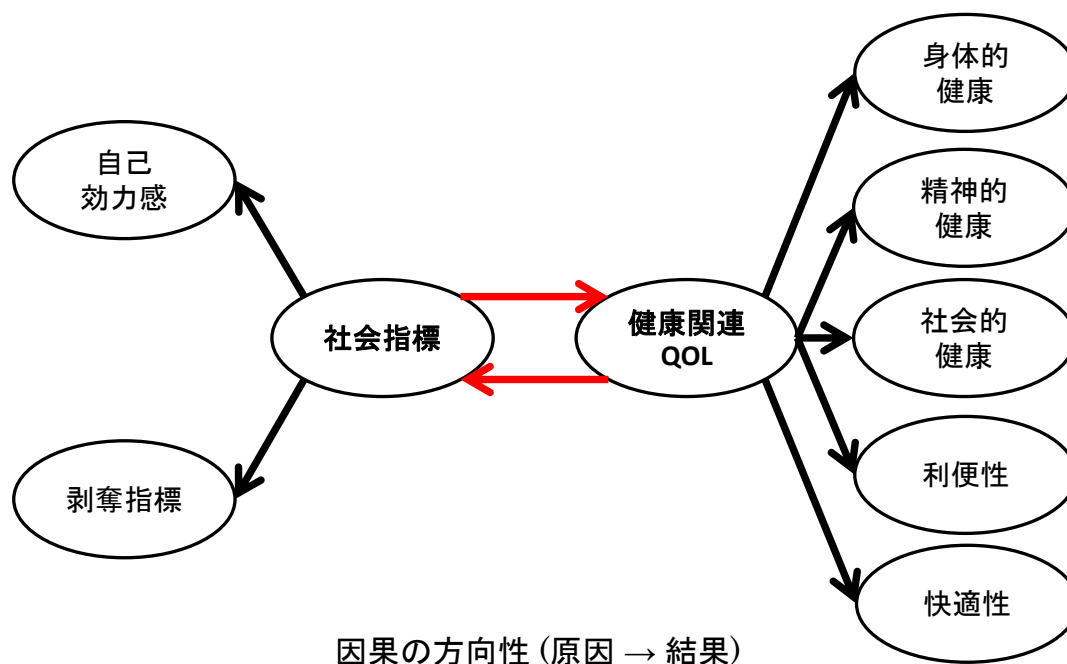 身体的
健康
自己
効力感
精神的
健康
社会指標
健康関連
QOL
社会的
健康
剥奪指標
利便性
快適性
因果の方向性 (原因 → 結果)